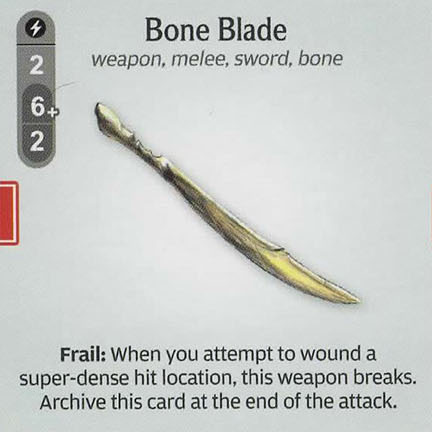 Bone Blade
weapon, melee, sword, bone
2
6+
2
Frail: When you attempt to wound a
super-dense hit location, this weapon breaks.
Archive this card at the end of the attack.